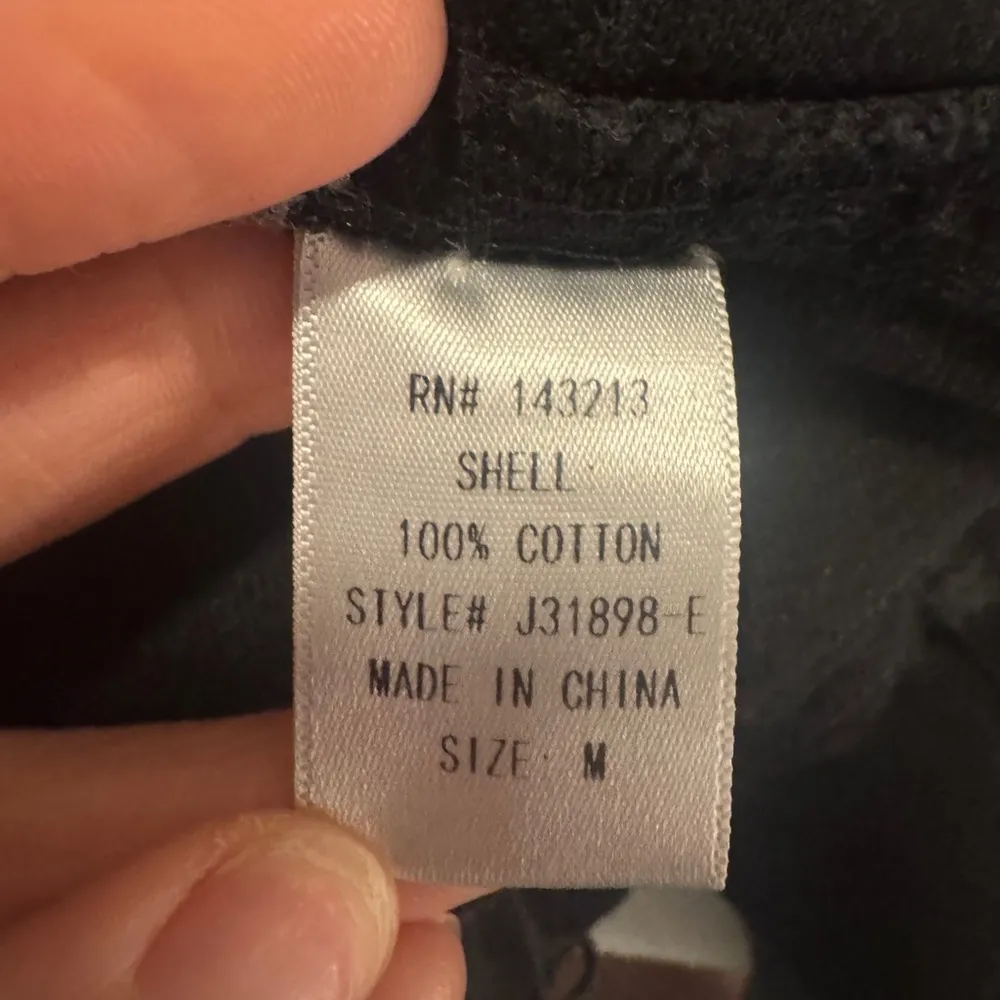 RN# 143213
SHELL:
100% COTTON
STYLE# J31898-E
MADE IN CHINA
SIZE: M